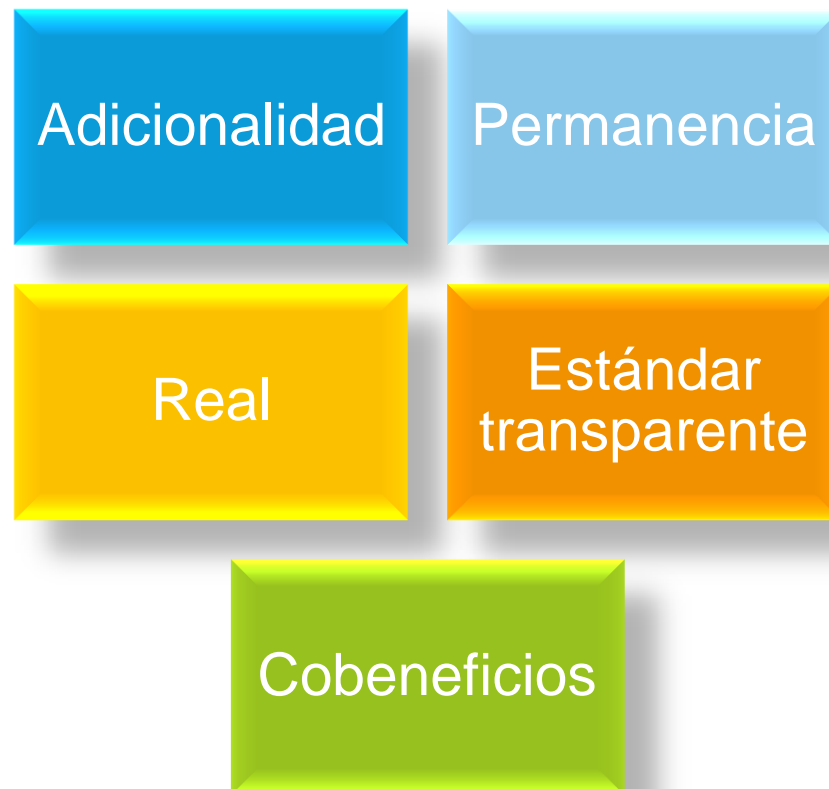 Adicionalidad
Permanencia
Real
Estándar
transparente
Cobeneficios